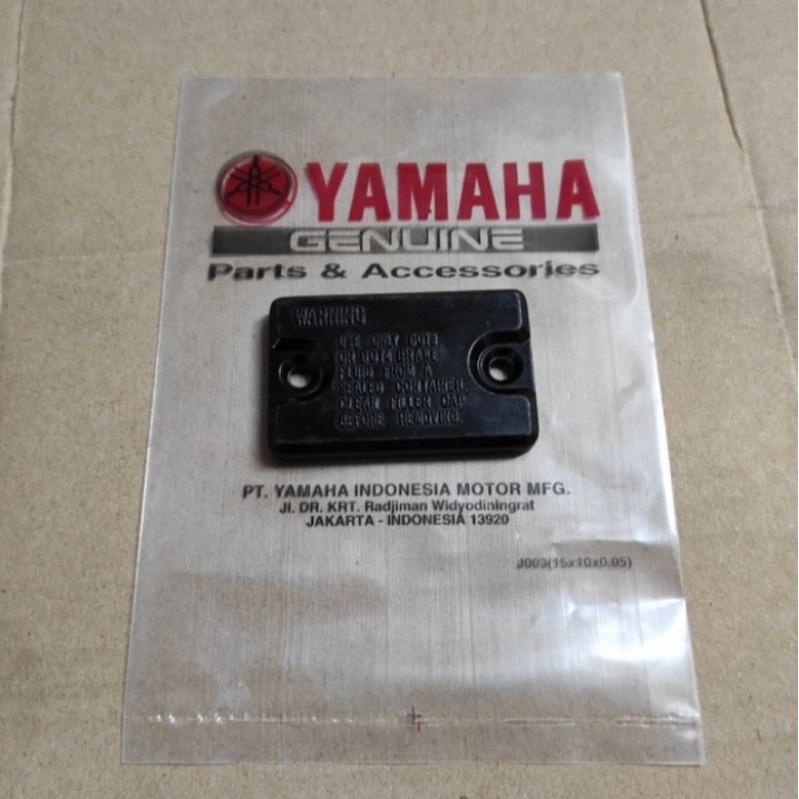 YAMAHA
GENUINE
Parts & Accessories
WARNING
USE ONLY DOT3
OR DOT4 BRAKE
FLUID FROM A
SEALED CONTAINER.
CLEAN FILLER CAP
BEFORE REMOVING.
PT. YAMAHA INDONESIA MOTOR MFG.
Jl. DR. KRT. Radjiman Widyodiningrat
JAKARTA - INDONESIA 13920
J003(15x10x0.05)